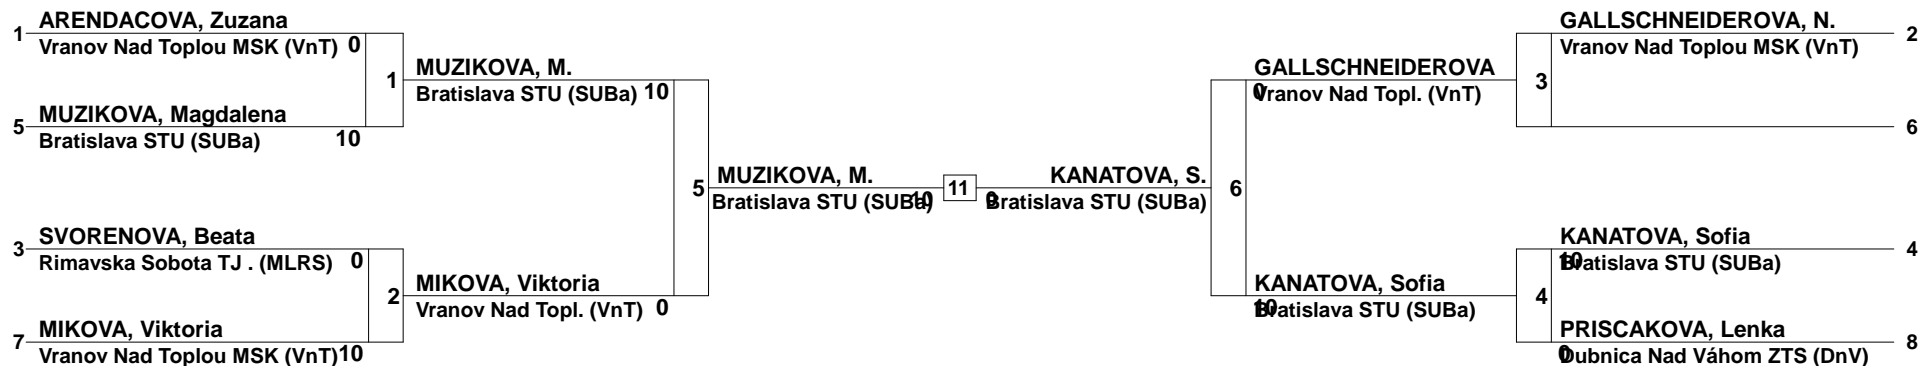 1 ARENDACOVA, Zuzana
Vranov Nad Toplou MSK (VnT) 0
5 MUZIKOVA, Magdalena
Bratislava STU (SUBa) 10
1
MUZIKOVA, M.
Bratislava STU (SUBa) 10
3 SVORENOVA, Beata
Rimavska Sobota TJ . (MLRS) 0
7 MIKOVA, Viktoria
Vranov Nad Toplou MSK (VnT) 10
2
MIKOVA, Viktoria
Vranov Nad Topl. (VnT) 0
5
MUZIKOVA, M.
Bratislava STU (SUBa) 10
11
KANATOVA, S.
0 Bratislava STU (SUBa)
6
GALLSCHNEIDEROVA
0 Vranov Nad Topl. (VnT)
KANATOVA, Sofia
10 Bratislava STU (SUBa)
3
GALLSCHNEIDEROVA, N. 2
Vranov Nad Toplou MSK (VnT)
6
4
KANATOVA, Sofia 4
10 Bratislava STU (SUBa)
PRISCAKOVA, Lenka 8
0 Dubnica Nad Váhom ZTS (DnV)